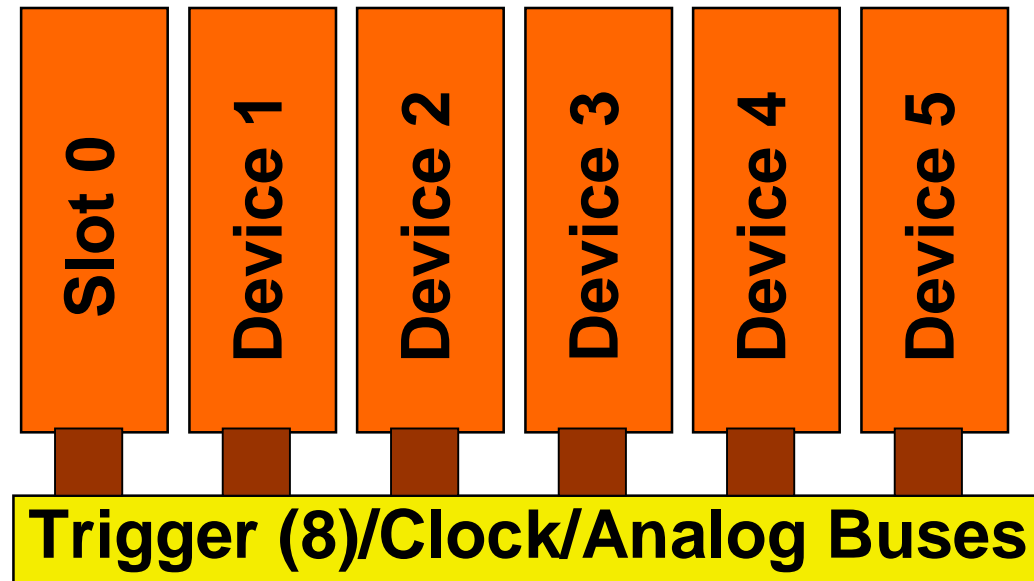 Slot 0
Device 1
Device 2
Device 3
Device 4
Device 5
Trigger (8)/Clock/Analog Buses